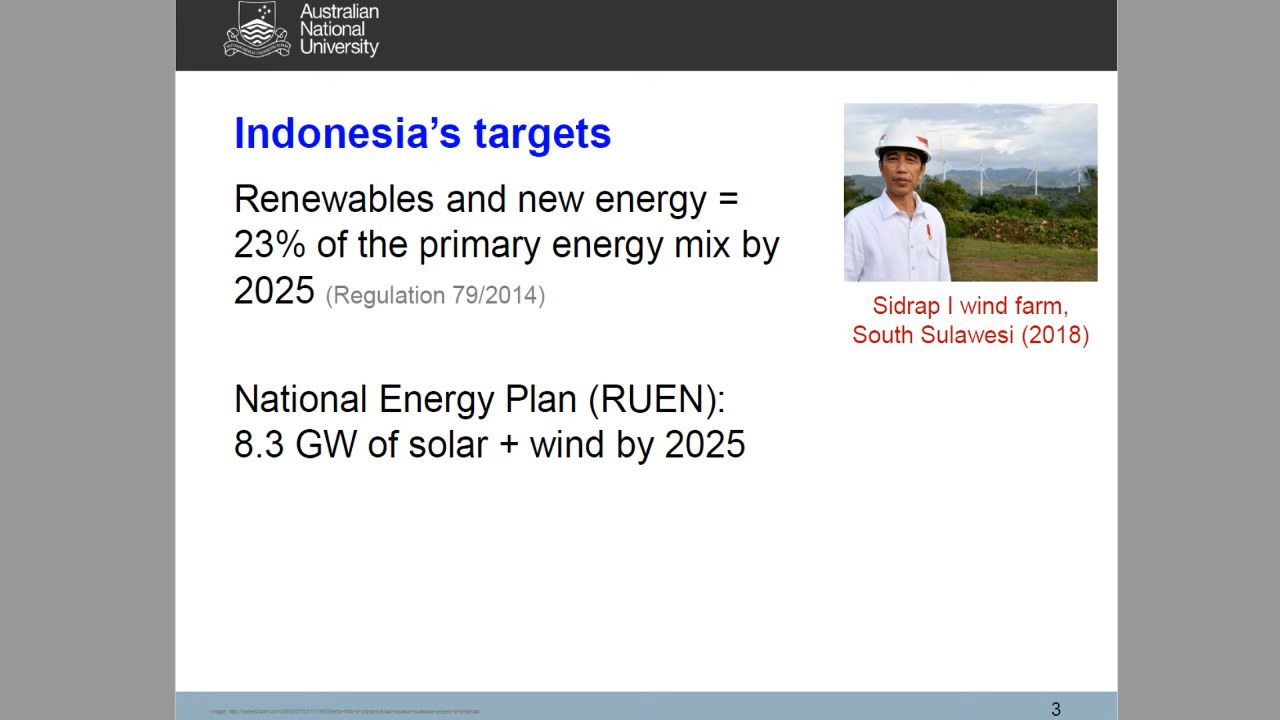 Australian
National
University
Indonesia's targets
Renewables and new energy =
23% of the primary energy mix by
2025 (Regulation 79/2014)
Sidrap I wind farm,
South Sulawesi (2018)
National Energy Plan (RUEN):
8.3 GW of solar + wind by 2025
3